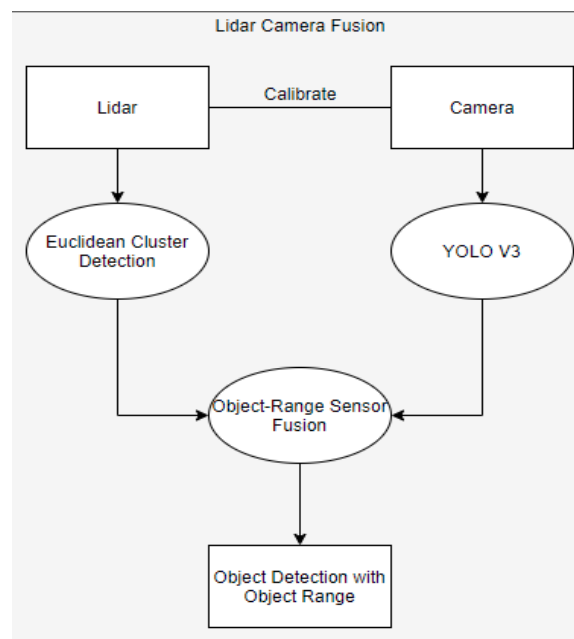 Lidar Camera Fusion
Calibrate
Lidar
Camera
Euclidean Cluster
Detection
YOLO V3
Object-Range Sensor
Fusion
Object Detection with
Object Range